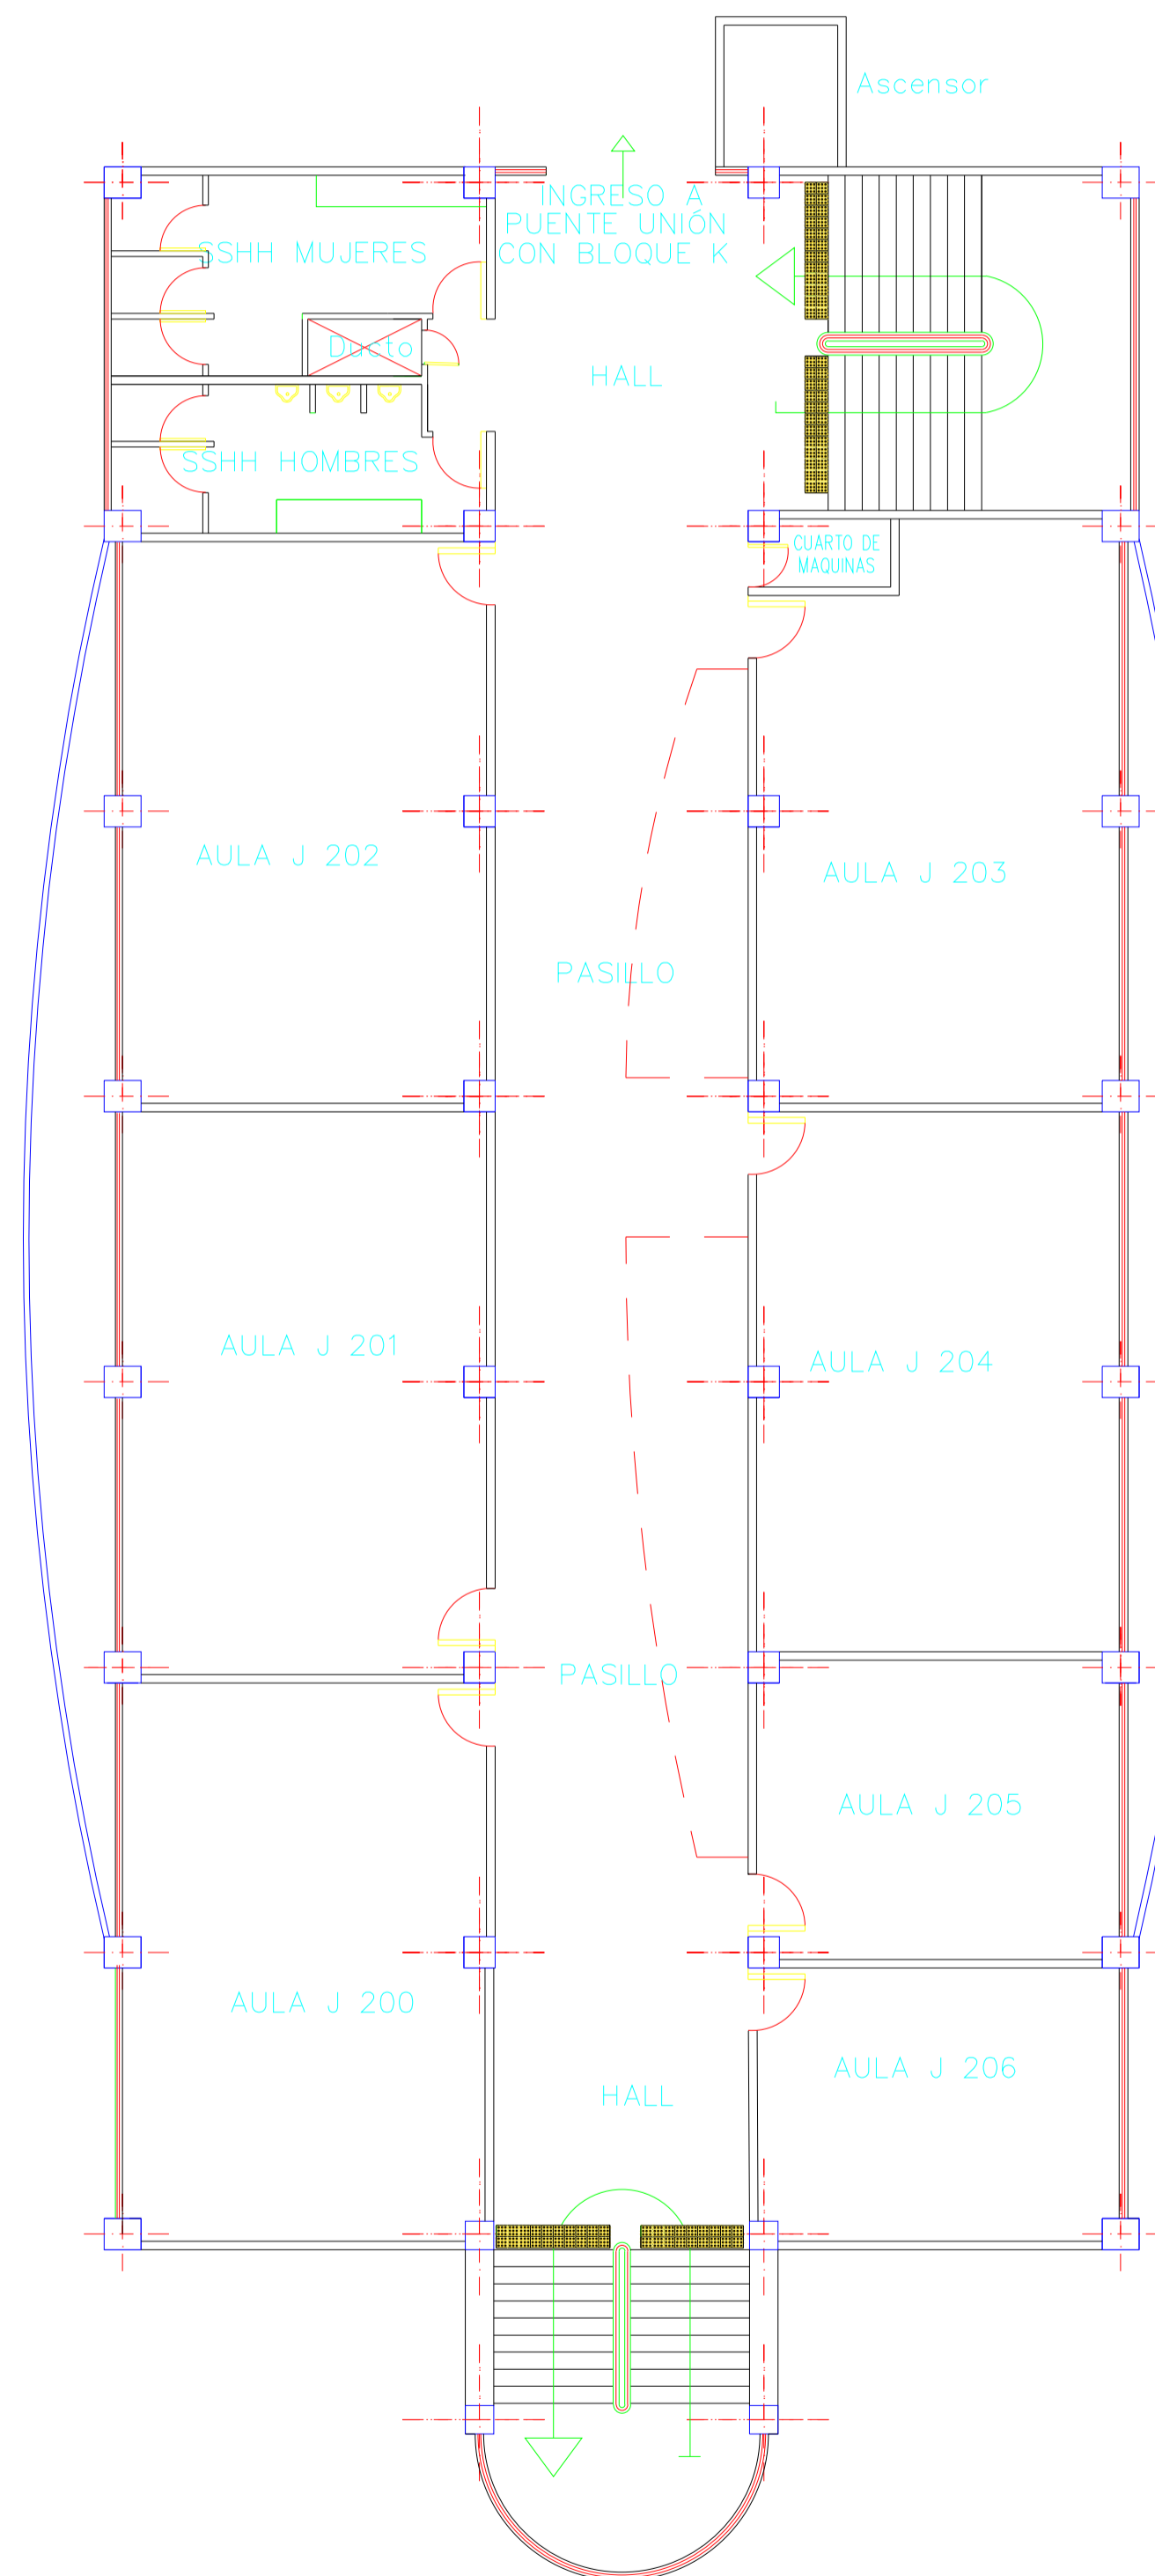 Ascensor
INGRESO A
PUENTE UNIÓN
CON BLOQUE K
SSHH MUJERES
Ducto
HALL
SSHH HOMBRES
CUARTO DE
MAQUINAS
AULA J 202
AULA J 203
PASILLO
AULA J 201
AULA J 204
PASILLO
AULA J 205
AULA J 200
AULA J 206
HALL